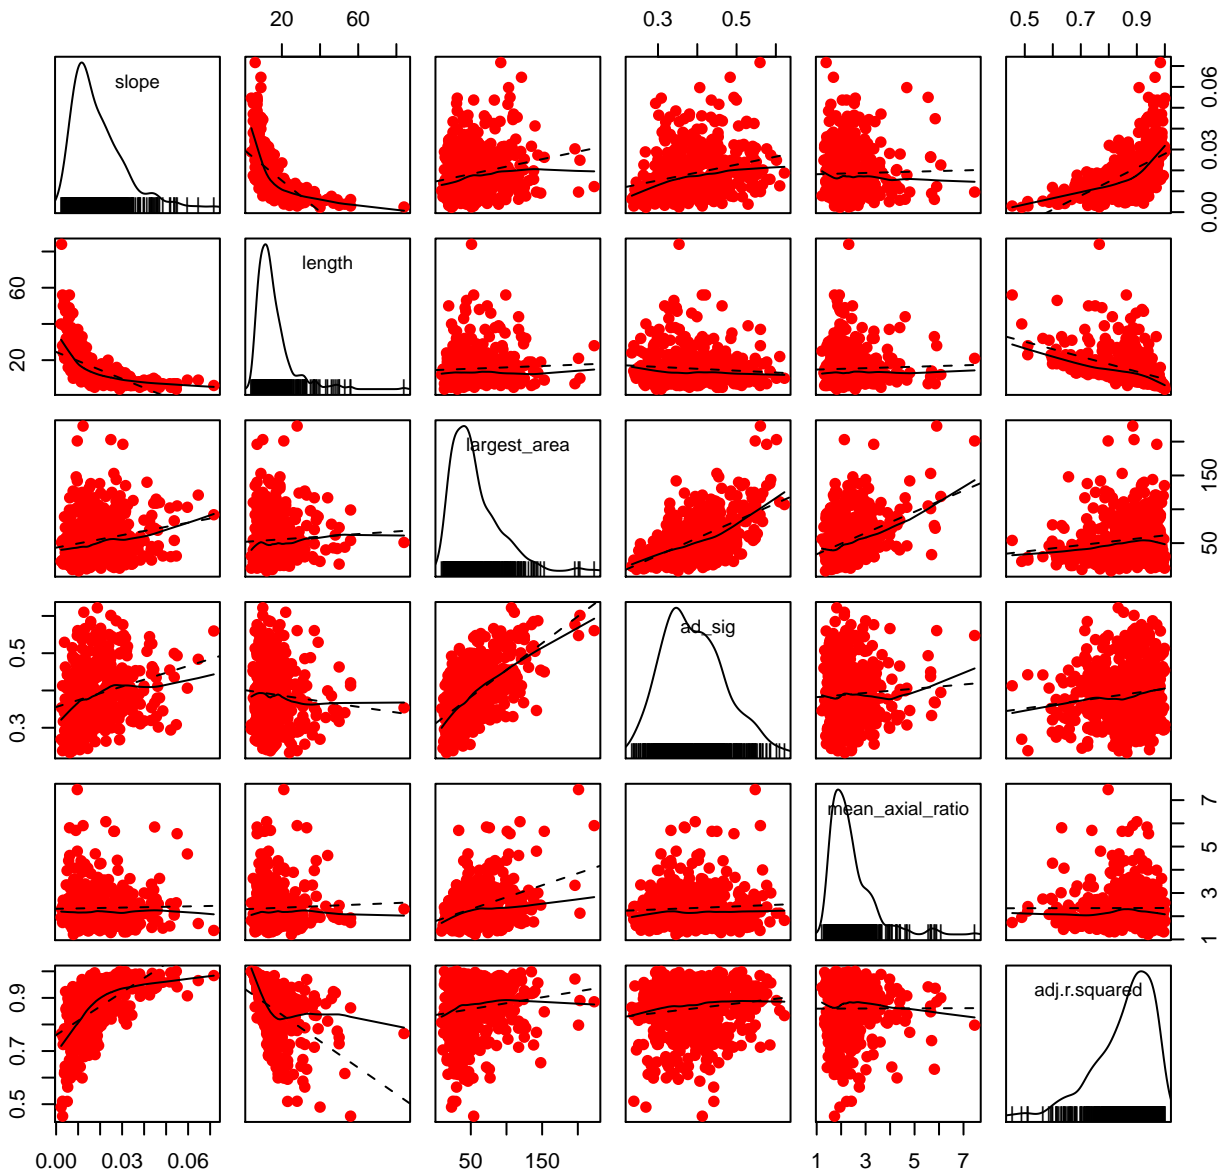 20 60 0.3 0.5 0.5 0.7 0.9
slope 0.00 0.03 0.06
20 60 length
largest_area 50 150
0.3 0.5 ad_sig
mean_axial_ratio 1 3 5 7
0.5 0.7 0.9 adj.r.squared
0.00 0.03 0.06 50 150 1 3 5 7